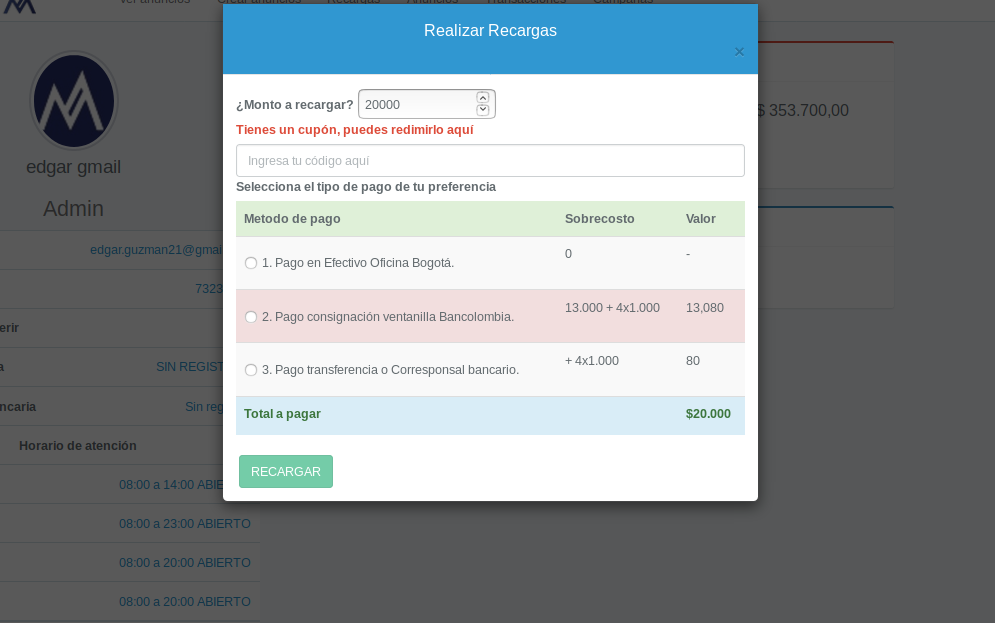 Ver anuncios Crear anuncios Recargas Anuncios Transacciones Campañas
Realizar Recargas
×
¿Monto a recargar? 20000
Tienes un cupón, puedes redimirlo aquí
Ingresa tu código aquí
Selecciona el tipo de pago de tu preferencia
Metodo de pago Sobrecosto Valor
1. Pago en Efectivo Oficina Bogotá. 0 -
2. Pago consignación ventanilla Bancolombia. 13.000 + 4x1.000 13,080
3. Pago transferencia o Corresponsal bancario. + 4x1.000 80
Total a pagar $20.000
RECARGAR
$ 353.700,00
edgar gmail
Admin
edgar.guzman21@gmai
7323
erir
a SIN REGIST
ncaria Sin reg
Horario de atención
08:00 a 14:00 ABIE
08:00 a 23:00 ABIERTO
08:00 a 20:00 ABIERTO
08:00 a 20:00 ABIERTO